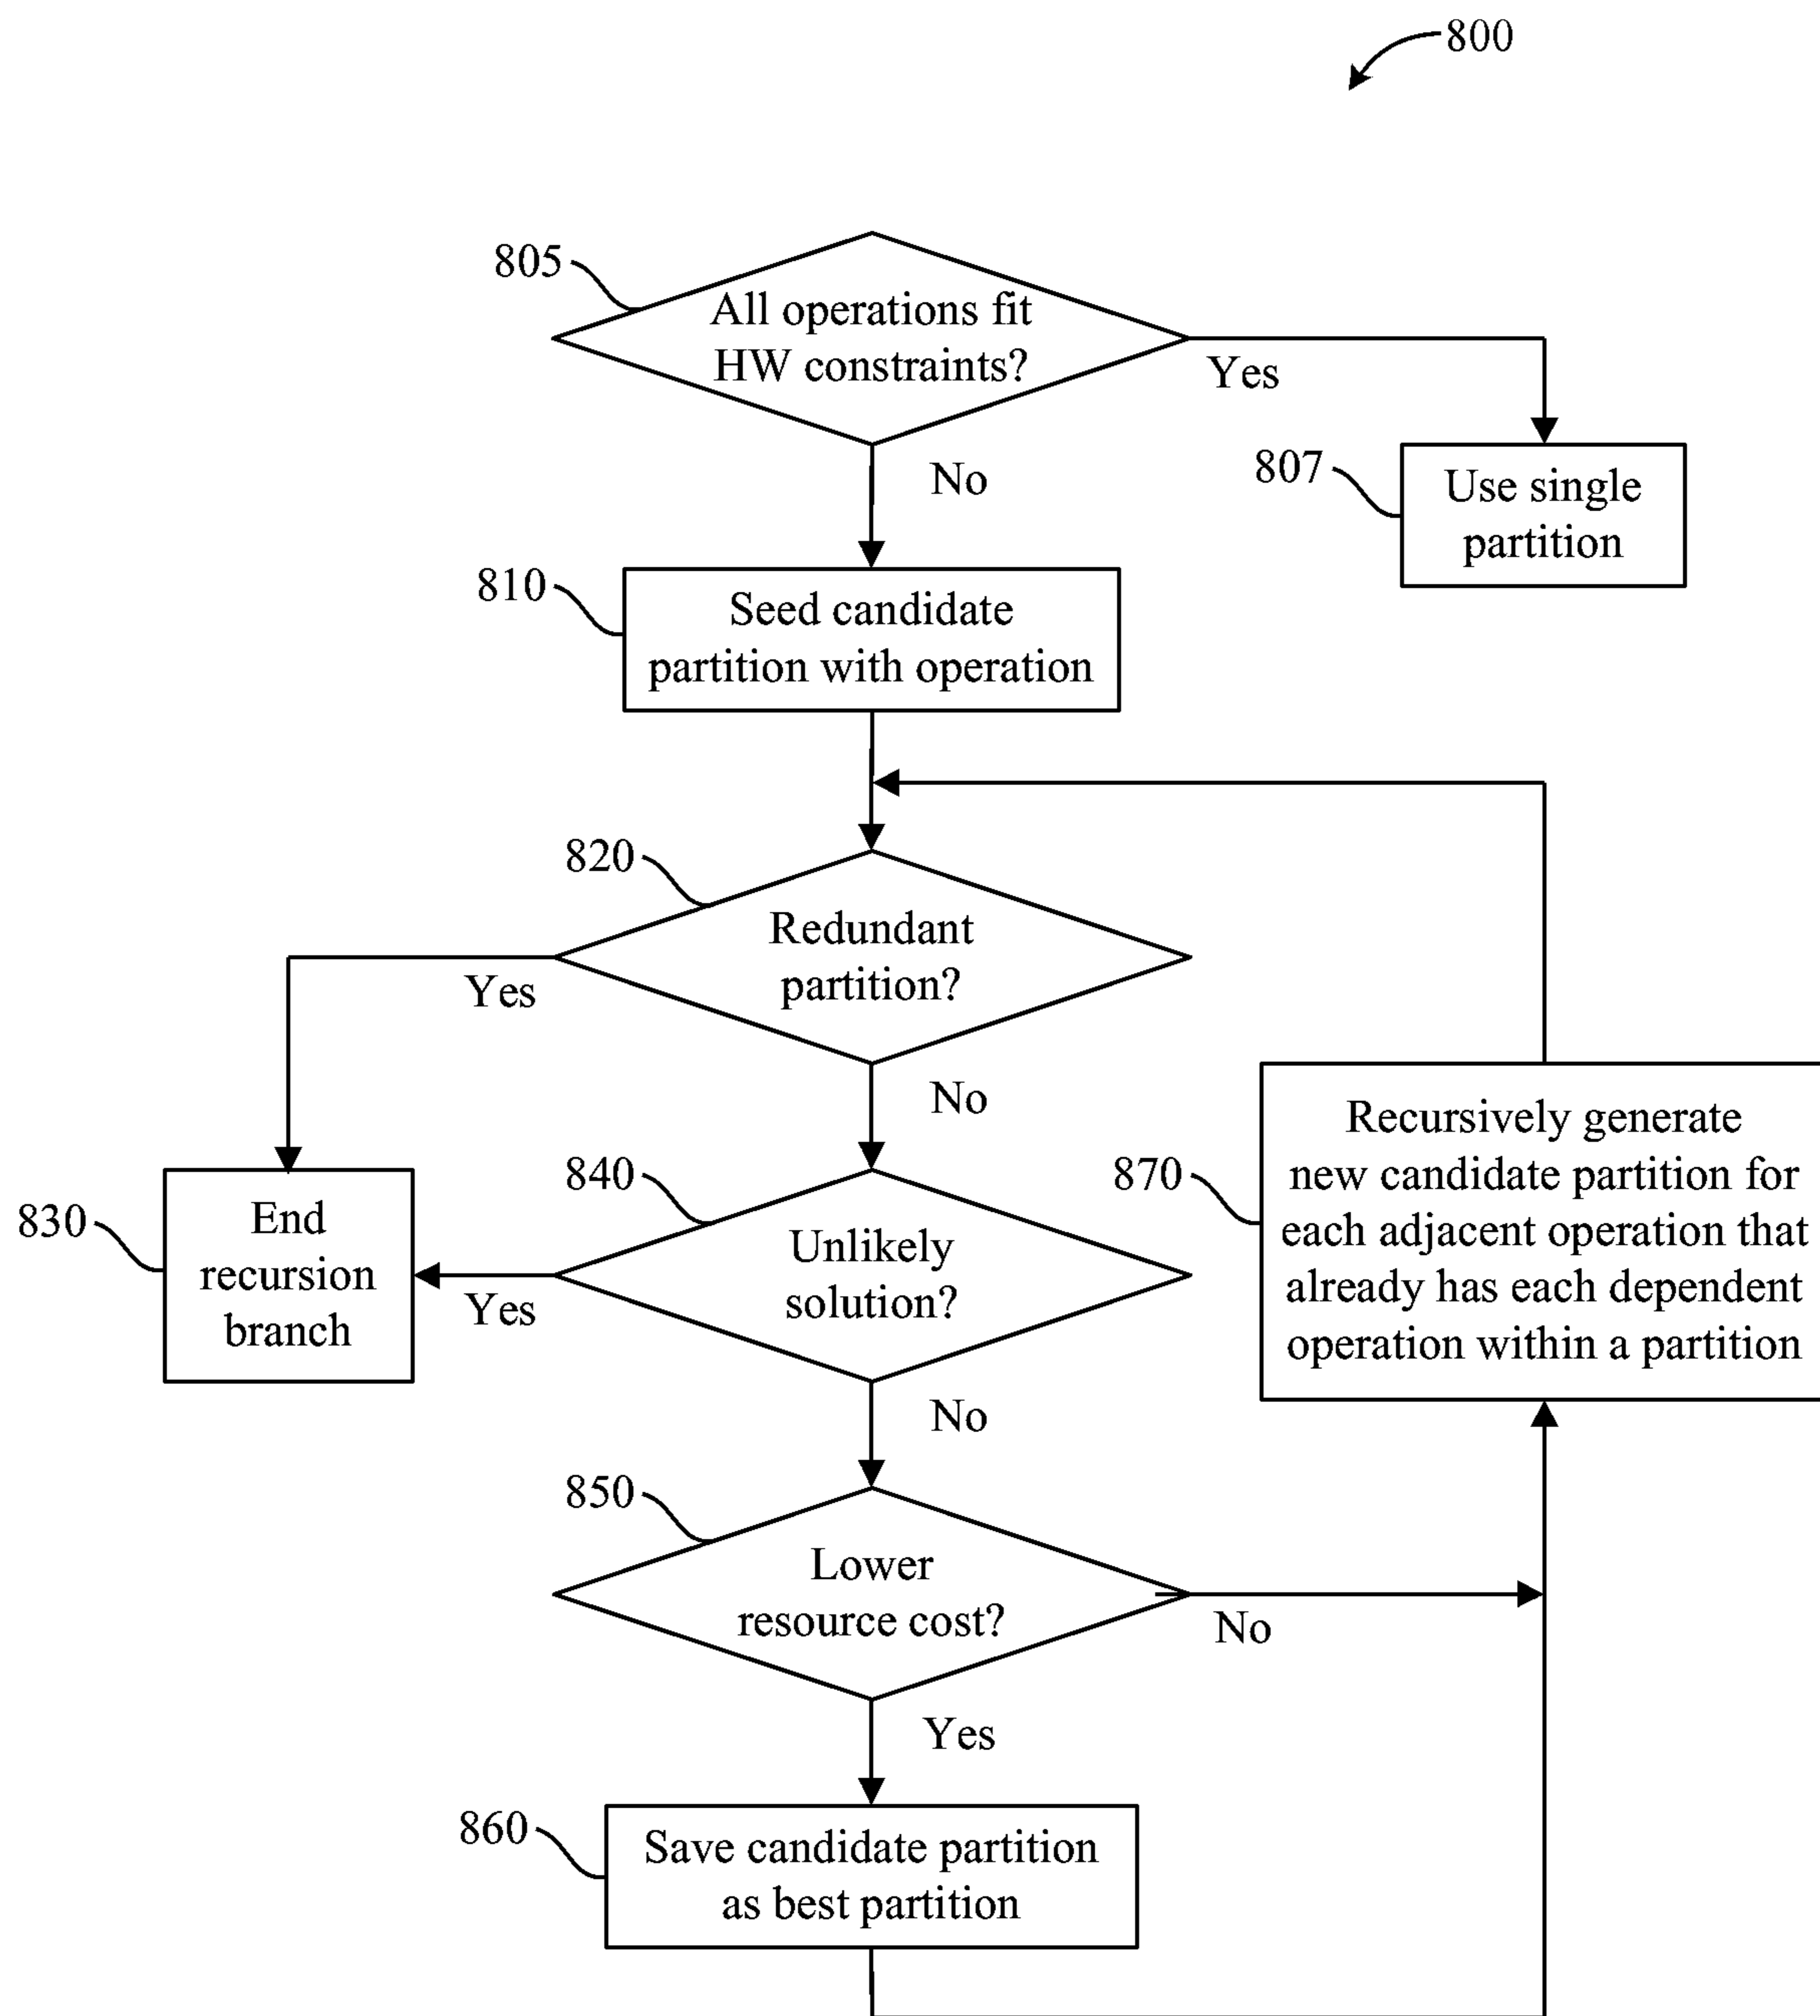 800
805
All operations fit
HW constraints?
Yes
No
807
Use single
partition
810
Seed candidate
partition with operation
820
Redundant
partition?
Yes
No
830
End
recursion
branch
840
Unlikely
solution?
Yes
No
870
Recursively generate
new candidate partition for
each adjacent operation that
already has each dependent
operation within a partition
850
Lower
resource cost?
No
Yes
860
Save candidate partition
as best partition